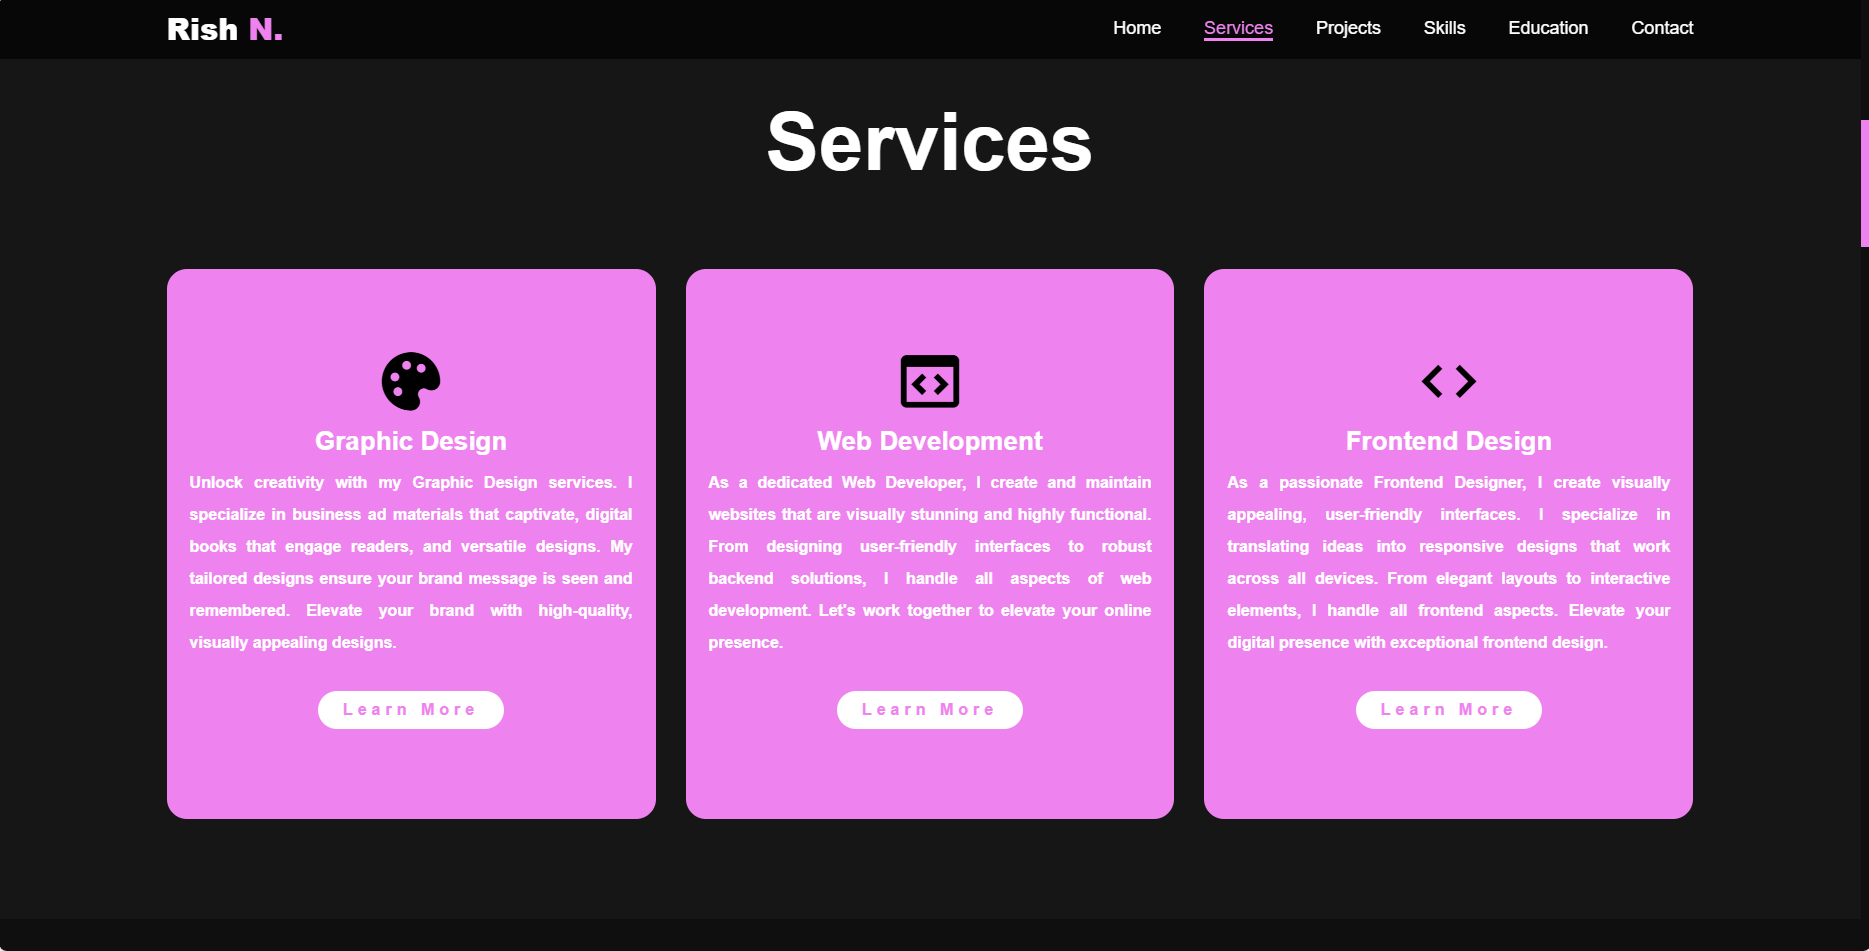 Rish N.
Home Services Projects Skills Education Contact
Services
Graphic Design
Unlock creativity with my Graphic Design services. I
specialize in business ad materials that captivate, digital
books that engage readers, and versatile designs. My
tailored designs ensure your brand message is seen and
remembered. Elevate your brand with high-quality,
visually appealing designs.
Learn More
Web Development
As a dedicated Web Developer, I create and maintain
websites that are visually stunning and highly functional.
From designing user-friendly interfaces to robust
backend solutions, I handle all aspects of web
development. Let's work together to elevate your online
presence.
Learn More
Frontend Design
As a passionate Frontend Designer, I create visually
appealing, user-friendly interfaces. I specialize in
translating ideas into responsive designs that work
across all devices. From elegant layouts to interactive
elements, I handle all frontend aspects. Elevate your
digital presence with exceptional frontend design.
Learn More